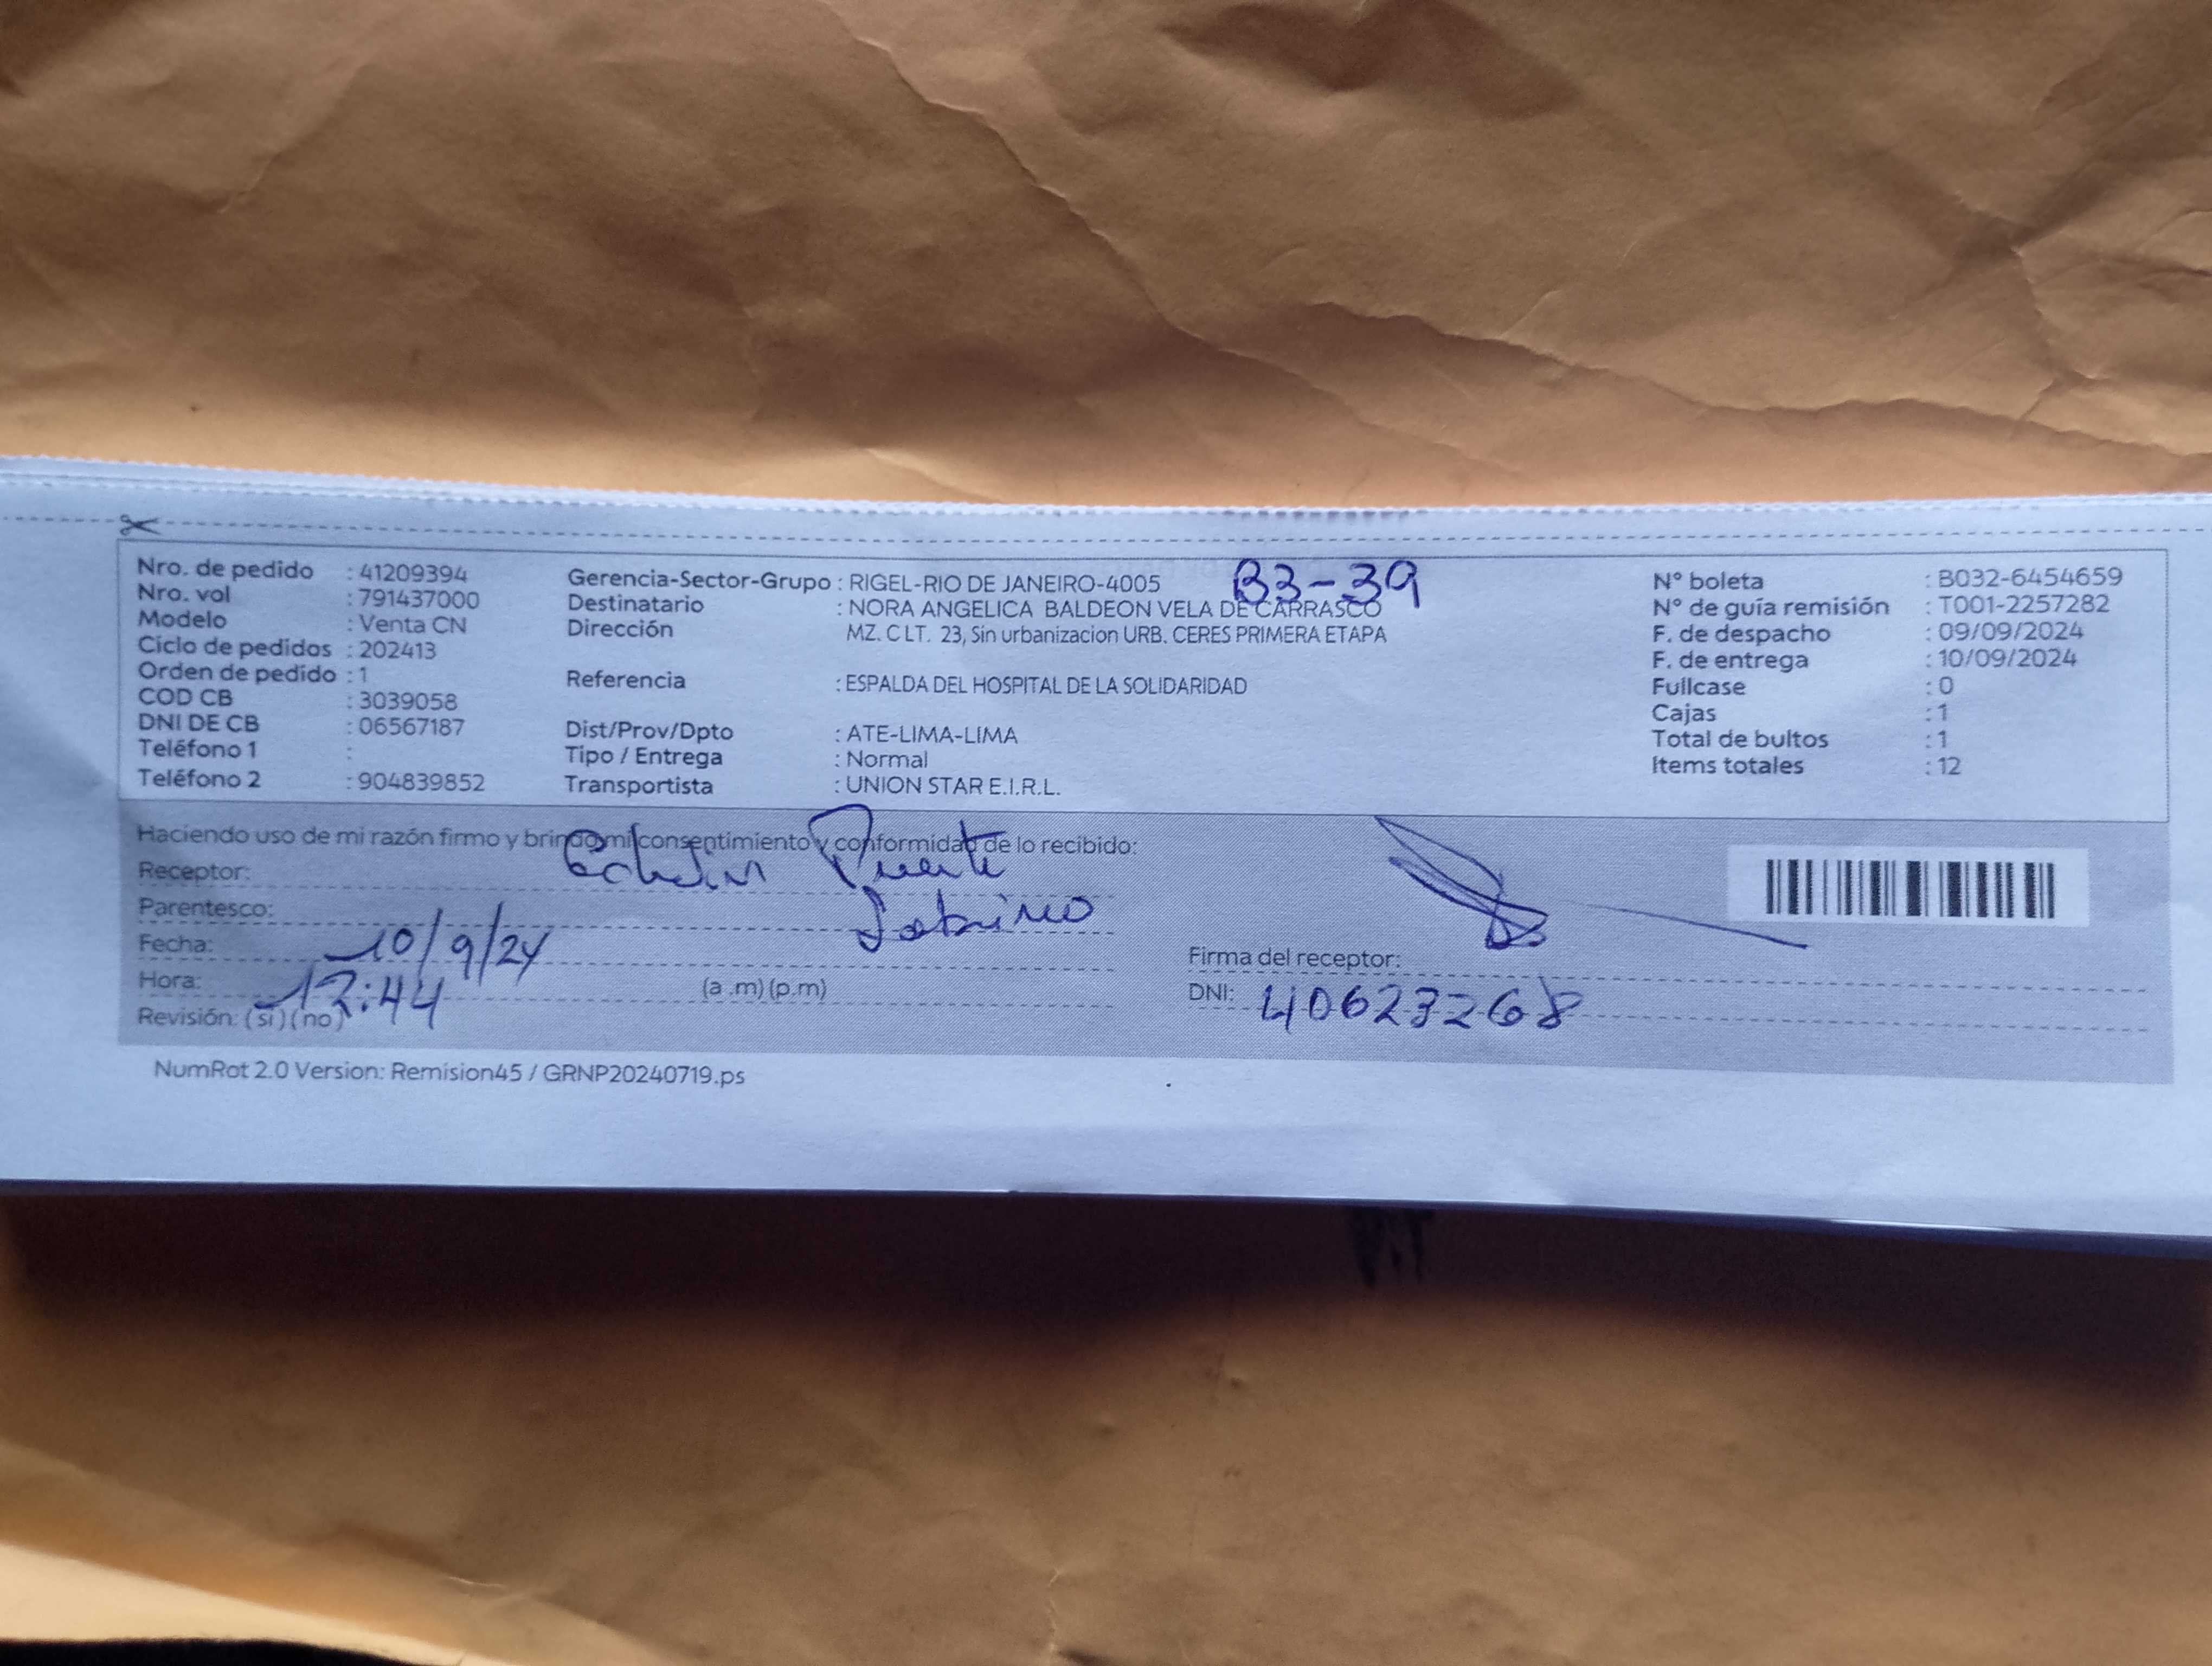 Nro. de pedido : 41209394
Nro. vol : 791437000
Modelo : Venta CN
Ciclo de pedidos : 202413
Orden de pedido : 1
COD CB : 3039058
DNI DE CB : 06567187
Teléfono 1 :
Teléfono 2 : 904839852
Gerencia-Sector-Grupo : RIGEL-RIO DE JANEIRO-4005
B3-39
Destinatario : NORA ANGELICA BALDEON VELA DE CARRASCO
Dirección MZ. C LT. 23, Sin urbanizacion URB. CERES PRIMERA ETAPA
Referencia : ESPALDA DEL HOSPITAL DE LA SOLIDARIDAD
Dist/Prov/Dpto : ATE-LIMA-LIMA
Tipo / Entrega : Normal
Transportista : UNION STAR E.I.R.L.
N° boleta : B032-6454659
N° de guía remisión : T001-2257282
F. de despacho : 09/09/2024
F. de entrega : 10/09/2024
Fullcase : 0
Cajas : 1
Total de bultos : 1
Items totales : 12
Haciendo uso de mi razón firmo y brindo mi consentimiento y conformidad de lo recibido:
Receptor: Puente
Parentesco: Sobrino
Fecha: 10/9/24
Hora: 12:44 (a .m) (p.m)
Revisión: (si) (no)
Firma del receptor:
DNI: 40623268
NumRot 2.0 Version: Remision45 / GRNP20240719.ps